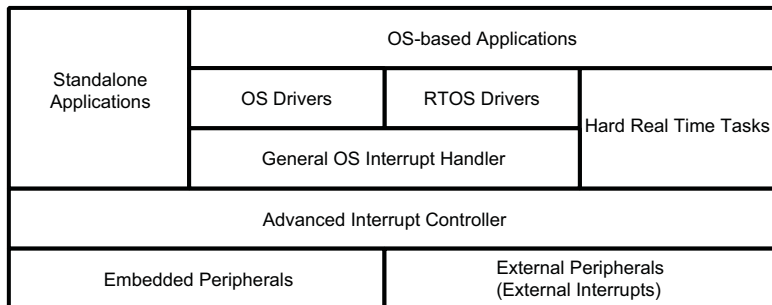 OS-based Applications
Standalone
Applications
OS Drivers
RTOS Drivers
Hard Real Time Tasks
General OS Interrupt Handler
Advanced Interrupt Controller
Embedded Peripherals
External Peripherals
(External Interrupts)